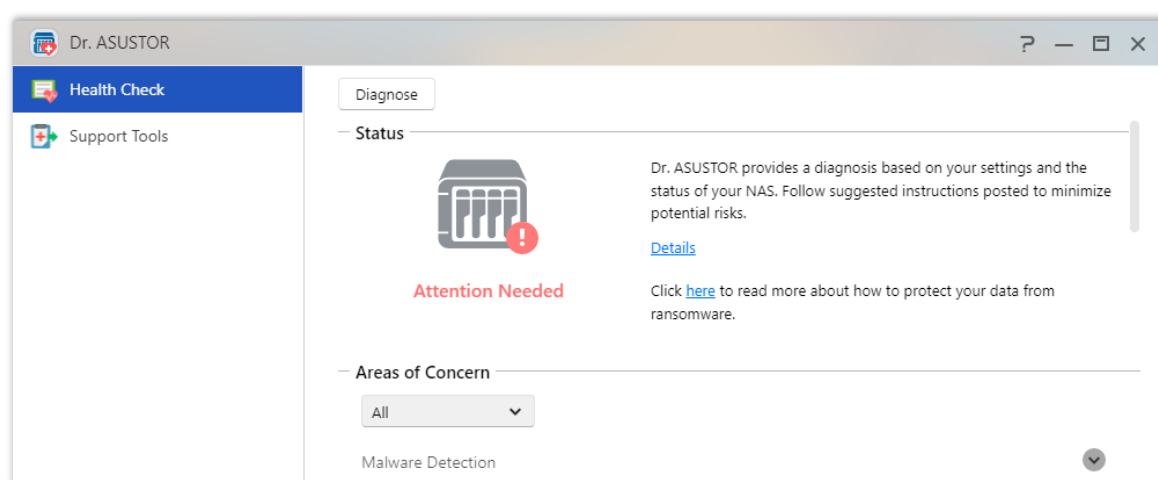 Dr. ASUSTOR
Health Check
Support Tools
Diagnose
Status
Attention Needed
Dr. ASUSTOR provides a diagnosis based on your settings and the
status of your NAS. Follow suggested instructions posted to minimize
potential risks.
Details
Click here to read more about how to protect your data from
ransomware.
Areas of Concern
All
Malware Detection